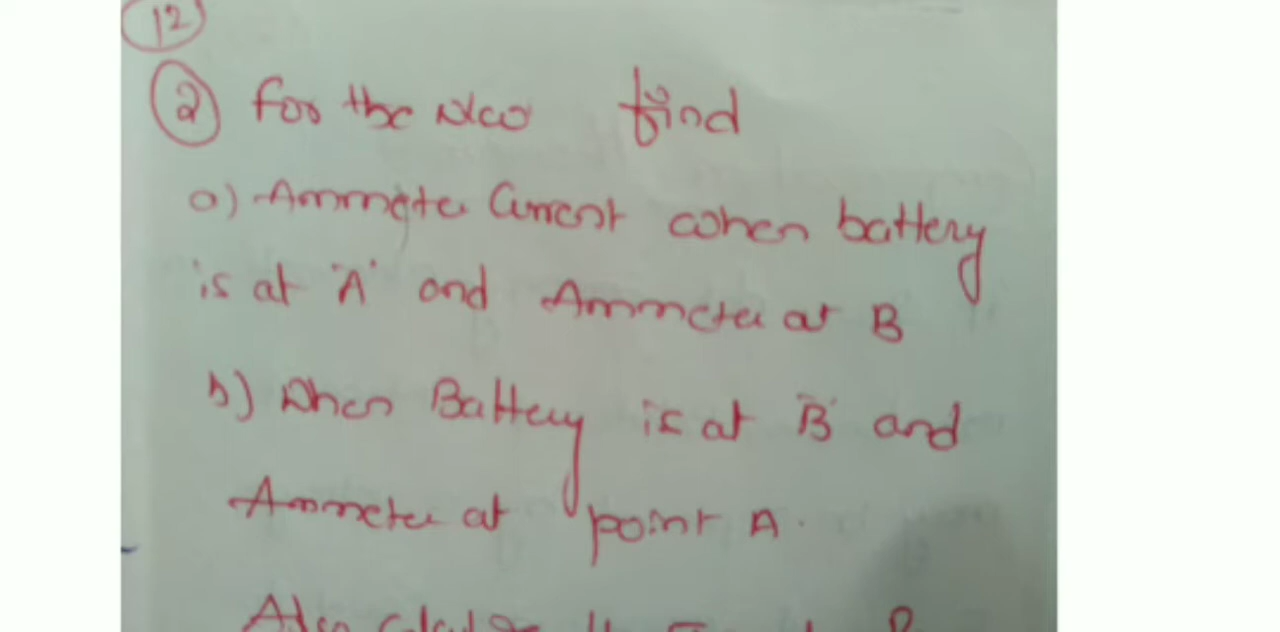 12
2 for the N/w find
a) Ammeter Current when battery
is at 'A' and Ammeter at B
b) When Battery is at 'B' and
Ammeter at point A.
Also